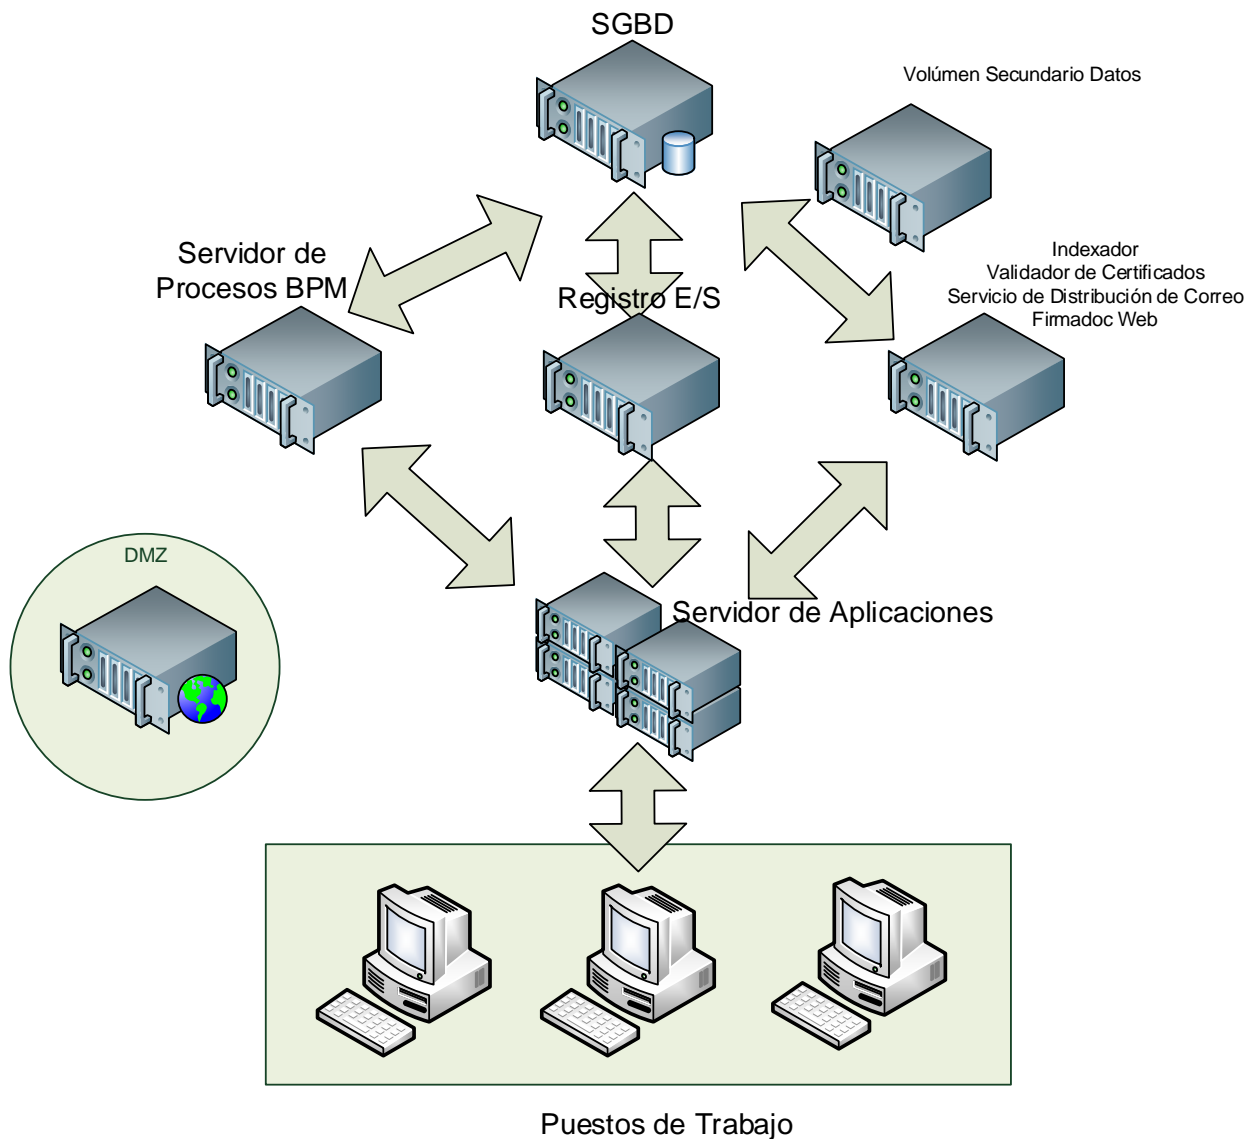 SGBD
Volúmen Secundario Datos
Servidor de
Procesos BPM
Registro E/S
Indexador
Validador de Certificados
Servicio de Distribución de Correo
Firmadoc Web
DMZ
Servidor de Aplicaciones
Puestos de Trabajo